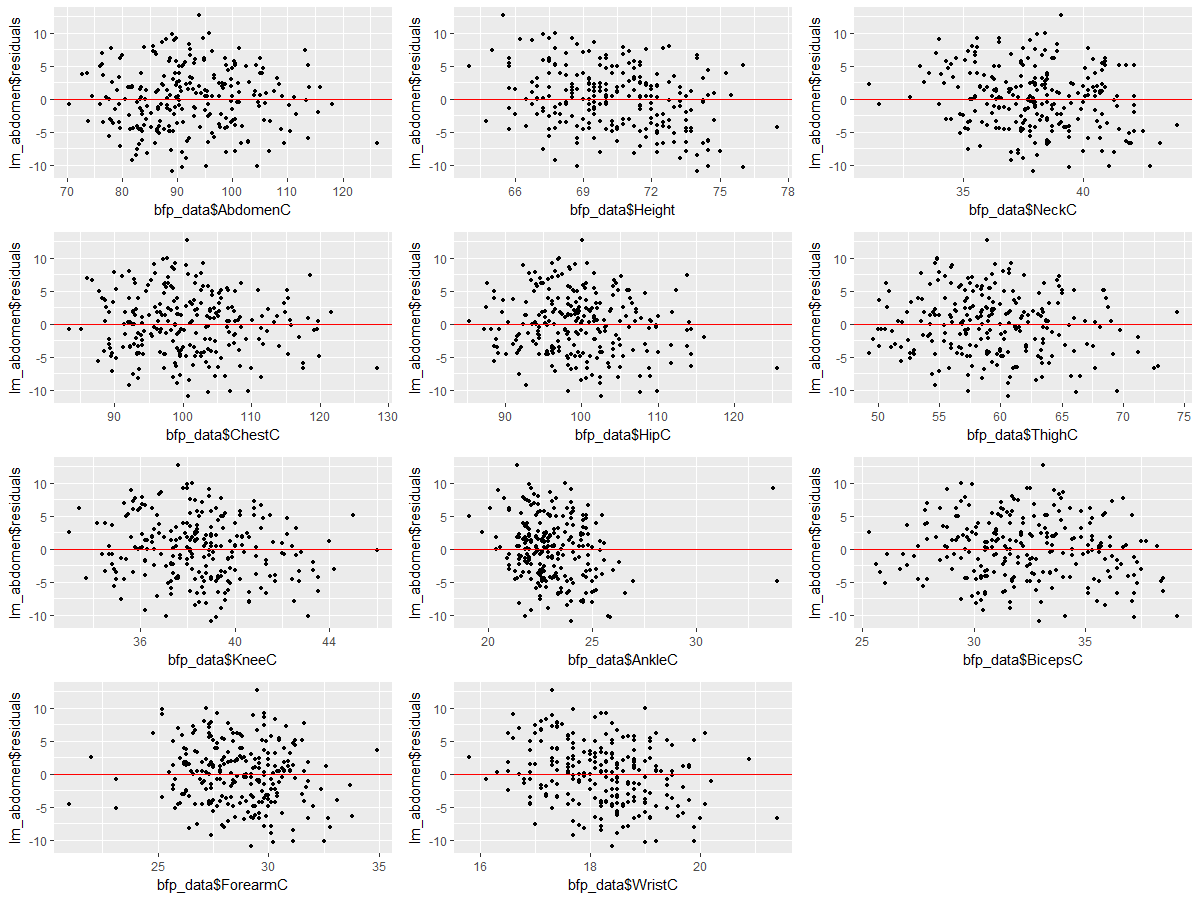 lm_abdomen$residuals
10
5
0
-5
-10
70 80 90 100 110 120
bfp_data$AbdomenC
lm_abdomen$residuals
10
5
0
-5
-10
66 69 72 75 78
bfp_data$Height
lm_abdomen$residuals
10
5
0
-5
-10
35 40
bfp_data$NeckC
lm_abdomen$residuals
10
5
0
-5
-10
90 100 110 120 130
bfp_data$ChestC
lm_abdomen$residuals
10
5
0
-5
-10
90 100 110 120
bfp_data$HipC
lm_abdomen$residuals
10
5
0
-5
-10
50 55 60 65 70 75
bfp_data$ThighC
lm_abdomen$residuals
10
5
0
-5
-10
36 40 44
bfp_data$KneeC
lm_abdomen$residuals
10
5
0
-5
-10
20 25 30
bfp_data$AnkleC
lm_abdomen$residuals
10
5
0
-5
-10
25 30 35
bfp_data$BicepsC
lm_abdomen$residuals
10
5
0
-5
-10
25 30 35
bfp_data$ForearmC
lm_abdomen$residuals
10
5
0
-5
-10
16 18 20
bfp_data$WristC